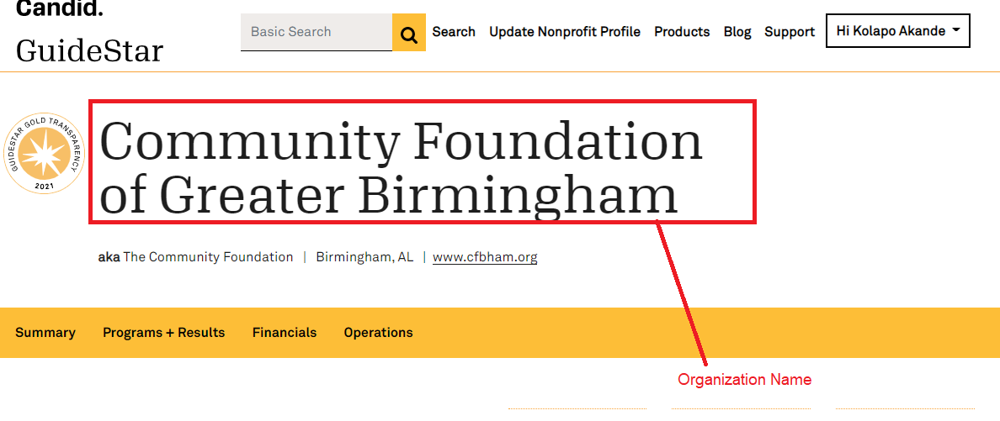 Candid.
GuideStar
Basic Search
Search Update Nonprofit Profile Products Blog Support Hi Kolapo Akande
GUIDESTAR GOLD TRANSPARENCY
2021
Community Foundation
of Greater Birmingham
aka The Community Foundation | Birmingham, AL | www.cfbham.org
Summary Programs + Results Financials Operations
Organization Name